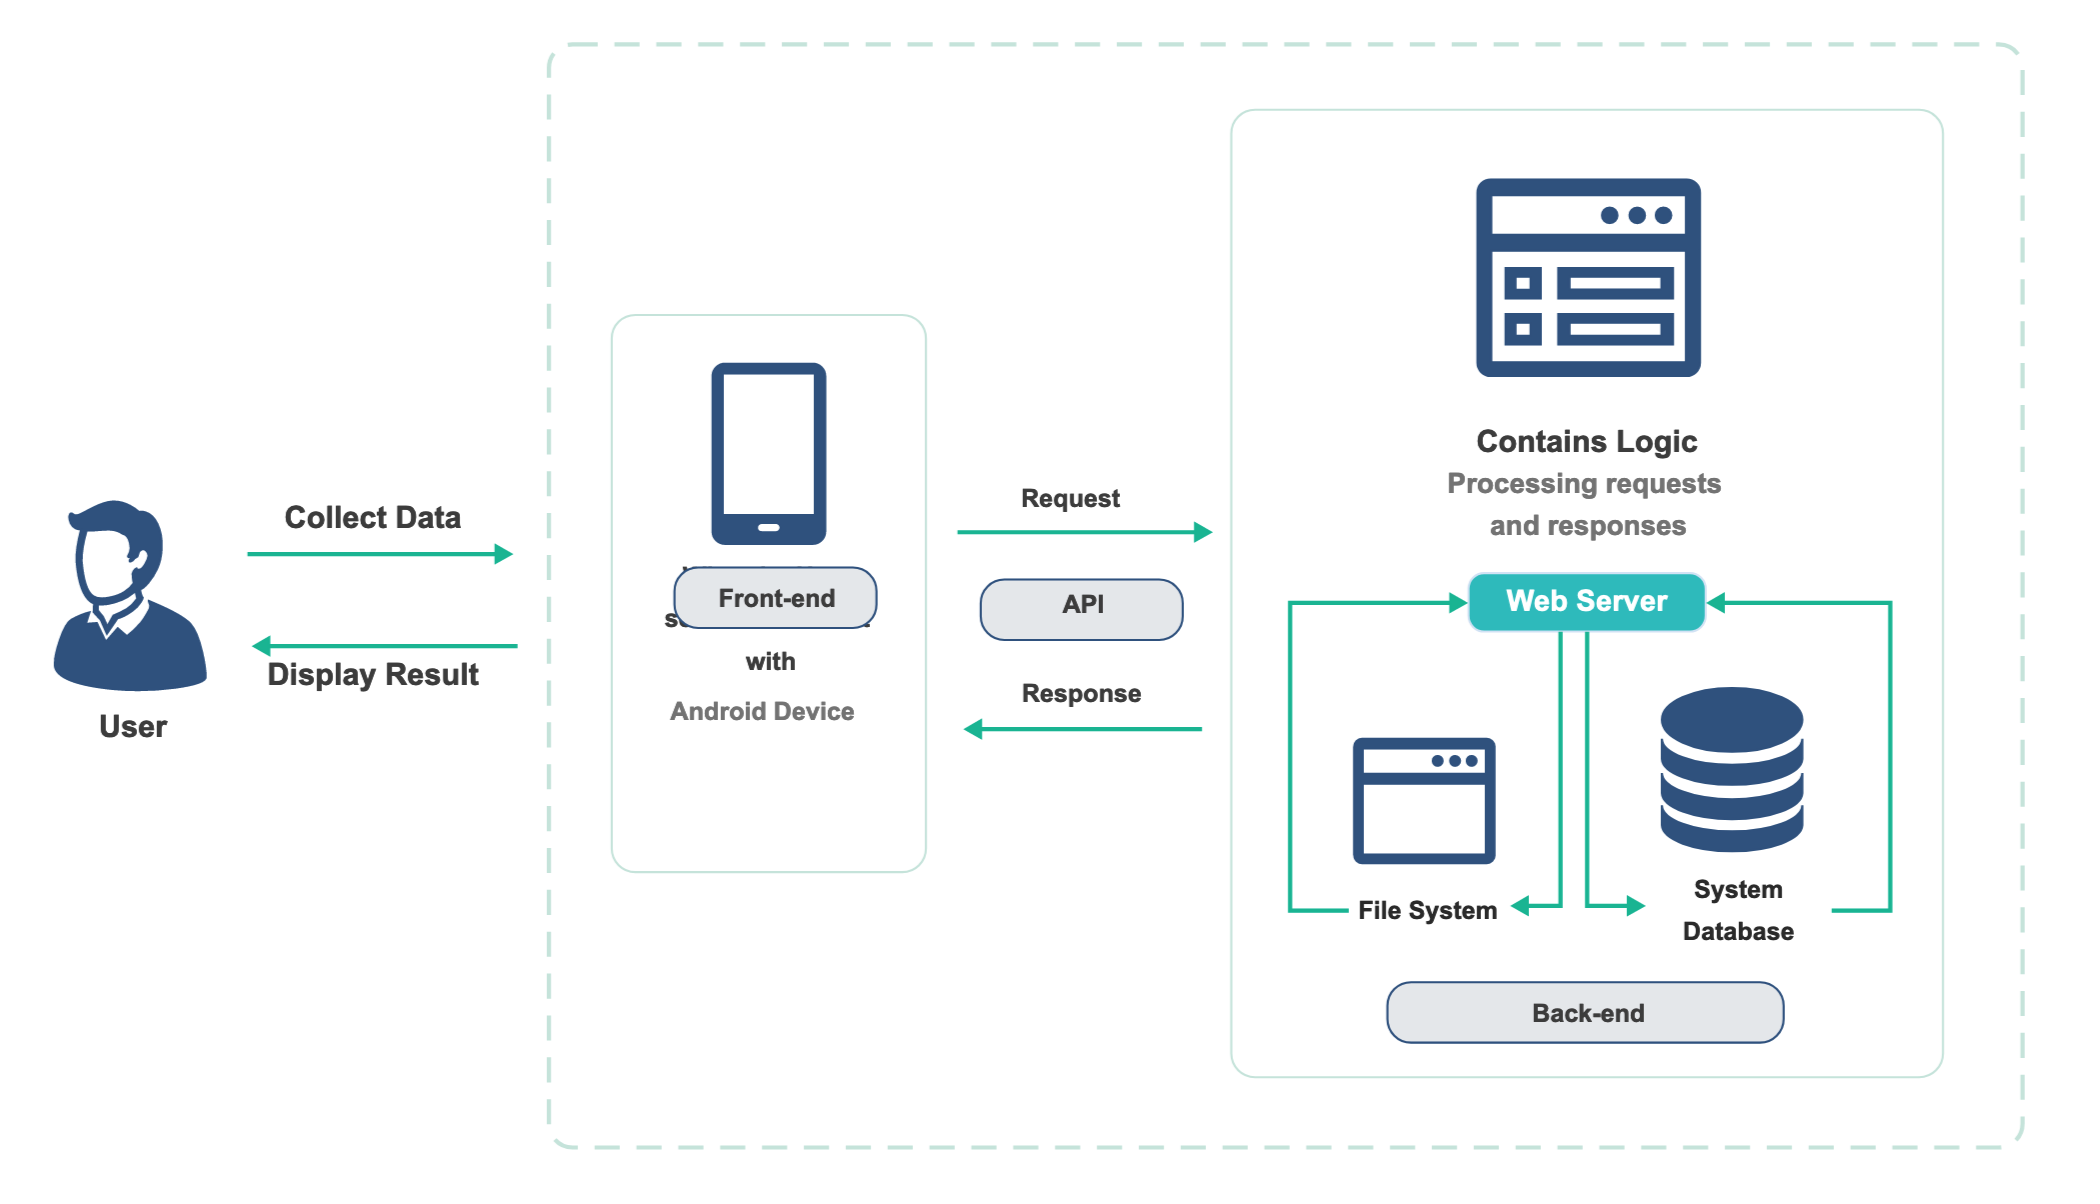 Collect Data
Display Result
User
Front-end
with
Android Device
Request
API
Response
Contains Logic
Processing requests
and responses
Web Server
File System
System
Database
Back-end